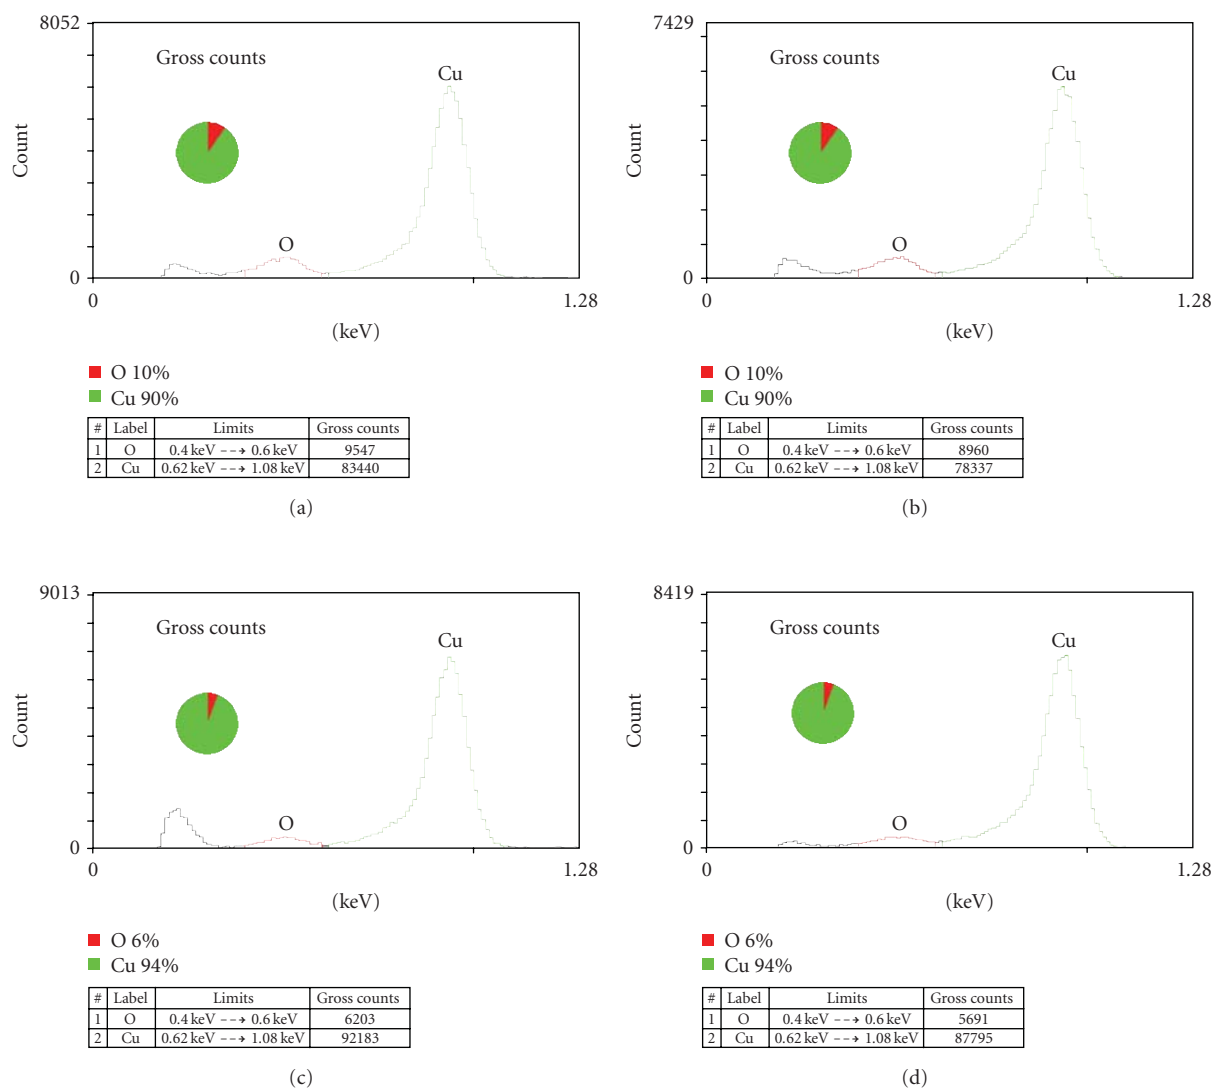 8052
Gross counts
Cu
O
Count
0
0
1.28
(keV)
O 10%
Cu 90%
# Label Limits Gross counts
1 O 0.4 keV --→ 0.6 keV 9547
2 Cu 0.62 keV --→ 1.08 keV 83440
(a)
7429
Gross counts
Cu
O
Count
0
0
1.28
(keV)
O 10%
Cu 90%
# Label Limits Gross counts
1 O 0.4 keV --→ 0.6 keV 8960
2 Cu 0.62 keV --→ 1.08 keV 78337
(b)
9013
Gross counts
Cu
O
Count
0
0
1.28
(keV)
O 6%
Cu 94%
# Label Limits Gross counts
1 O 0.4 keV --→ 0.6 keV 6203
2 Cu 0.62 keV --→ 1.08 keV 92183
(c)
8419
Gross counts
Cu
O
Count
0
0
1.28
(keV)
O 6%
Cu 94%
# Label Limits Gross counts
1 O 0.4 keV --→ 0.6 keV 5691
2 Cu 0.62 keV --→ 1.08 keV 87795
(d)